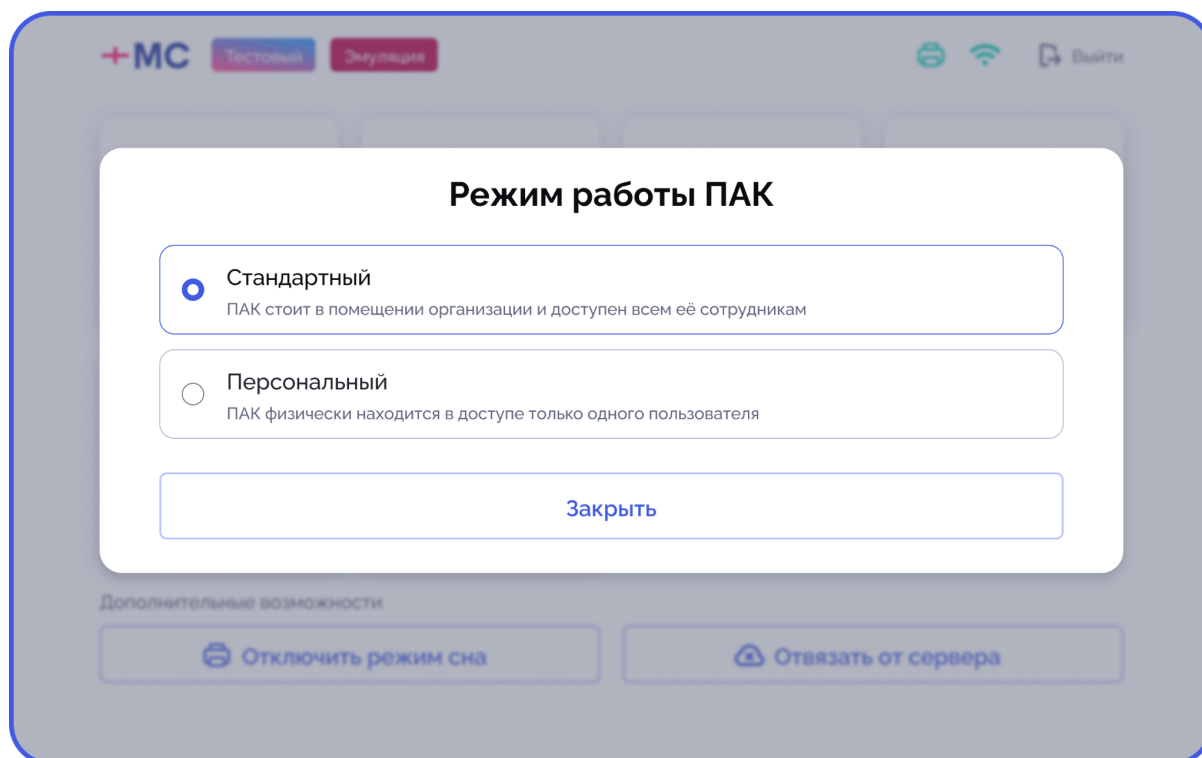 +МС Тестовый Эмуляция Выйти
Режим работы ПАК
Стандартный
ПАК стоит в помещении организации и доступен всем её сотрудникам
Персональный
ПАК физически находится в доступе только одного пользователя
Закрыть
Дополнительные возможности
Отключить режим сна Отвязать от сервера